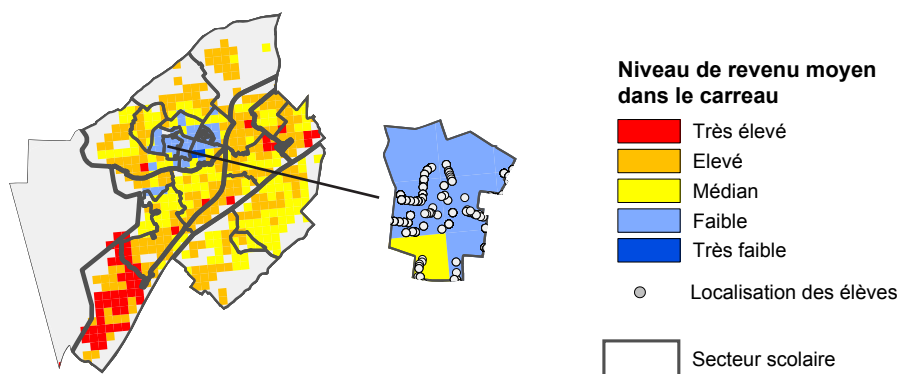 Niveau de revenu moyen
dans le carreau
Très élevé
Elevé
Médian
Faible
Très faible
Localisation des élèves
Secteur scolaire